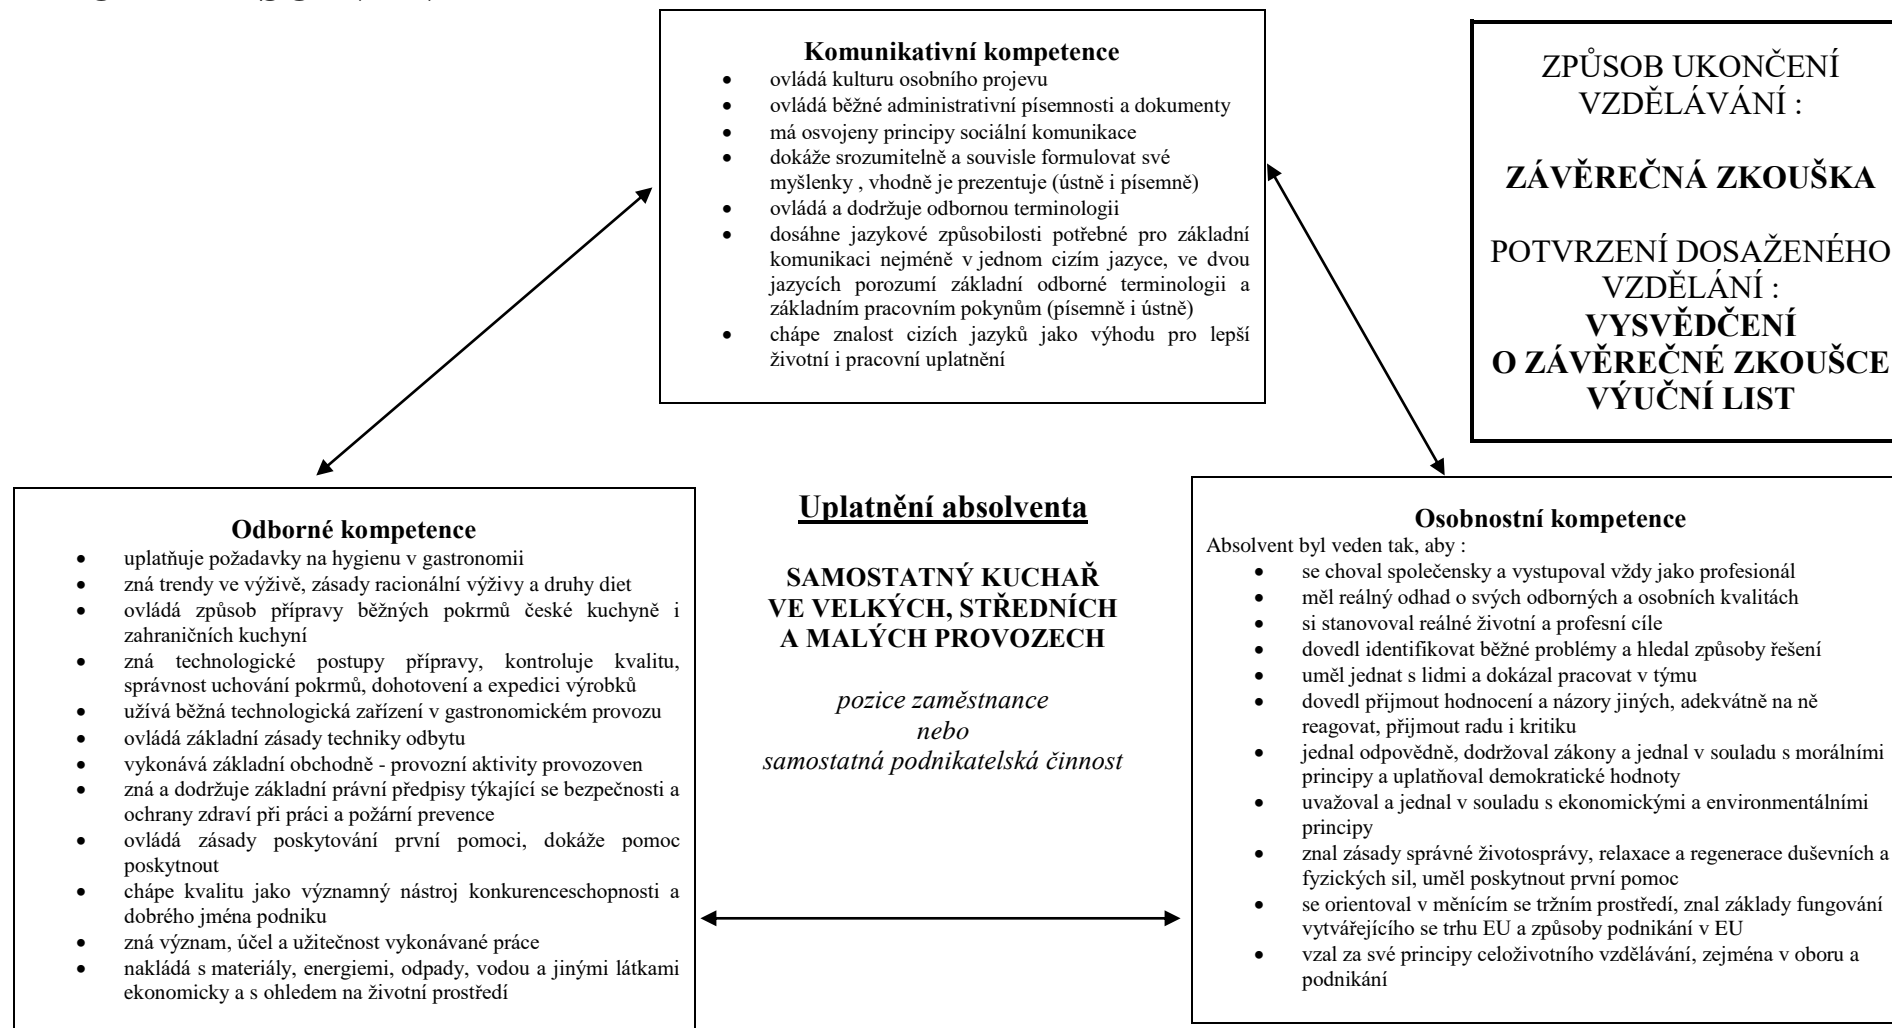 Komunikativní kompetence
• ovládá kulturu osobního projevu
• ovládá běžné administrativní písemnosti a dokumenty
• má osvojeny principy sociální komunikace
• dokáže srozumitelně a souvisle formulovat své
myšlenky , vhodně je prezentuje (ústně i písemně)
• ovládá a dodržuje odbornou terminologii
• dosáhne jazykové způsobilosti potřebné pro základní
komunikaci nejméně v jednom cizím jazyce, ve dvou
jazycích porozumí základní odborné terminologii a
základním pracovním pokynům (písemně i ústně)
• chápe znalost cizích jazyků jako výhodu pro lepší
životní i pracovní uplatnění
ZPŮSOB UKONČENÍ
VZDĚLÁVÁNÍ :
ZÁVĚREČNÁ ZKOUŠKA
POTVRZENÍ DOSAŽENÉHO
VZDĚLÁNÍ :
VYSVĚDČENÍ
O ZÁVĚREČNÉ ZKOUŠCE
VÝUČNÍ LIST
Odborné kompetence
• uplatňuje požadavky na hygienu v gastronomii
• zná trendy ve výživě, zásady racionální výživy a druhy diet
• ovládá způsob přípravy běžných pokrmů české kuchyně i
zahraničních kuchyní
• zná technologické postupy přípravy, kontroluje kvalitu,
správnost uchování pokrmů, dohotovení a expedici výrobků
• užívá běžná technologická zařízení v gastronomickém provozu
• ovládá základní zásady techniky odbytu
• vykonává základní obchodně - provozní aktivity provozoven
• zná a dodržuje základní právní předpisy týkající se bezpečnosti a
ochrany zdraví při práci a požární prevence
• ovládá zásady poskytování první pomoci, dokáže pomoc
poskytnout
• chápe kvalitu jako významný nástroj konkurenceschopnosti a
dobrého jména podniku
• zná význam, účel a užitečnost vykonávané práce
• nakládá s materiály, energiemi, odpady, vodou a jinými látkami
ekonomicky a s ohledem na životní prostředí
Uplatnění absolventa
SAMOSTATNÝ KUCHAŘ
VE VELKÝCH, STŘEDNÍCH
A MALÝCH PROVOZECH
pozice zaměstnance
nebo
samostatná podnikatelská činnost
Osobnostní kompetence
Absolvent byl veden tak, aby :
• se choval společensky a vystupoval vždy jako profesionál
• měl reálný odhad o svých odborných a osobních kvalitách
• si stanovoval reálné životní a profesní cíle
• dovedl identifikovat běžné problémy a hledal způsoby řešení
• uměl jednat s lidmi a dokázal pracovat v týmu
• dovedl přijmout hodnocení a názory jiných, adekvátně na ně
reagovat, přijmout radu i kritiku
• jednal odpovědně, dodržoval zákony a jednal v souladu s morálními
principy a uplatňoval demokratické hodnoty
• uvažoval a jednal v souladu s ekonomickými a environmentálními
principy
• znal zásady správné životosprávy, relaxace a regenerace duševních a
fyzických sil, uměl poskytnout první pomoc
• se orientoval v měnícím se tržním prostředí, znal základy fungování
vytvářejícího se trhu EU a způsoby podnikání v EU
• vzal za své principy celoživotního vzdělávání, zejména v oboru a
podnikání